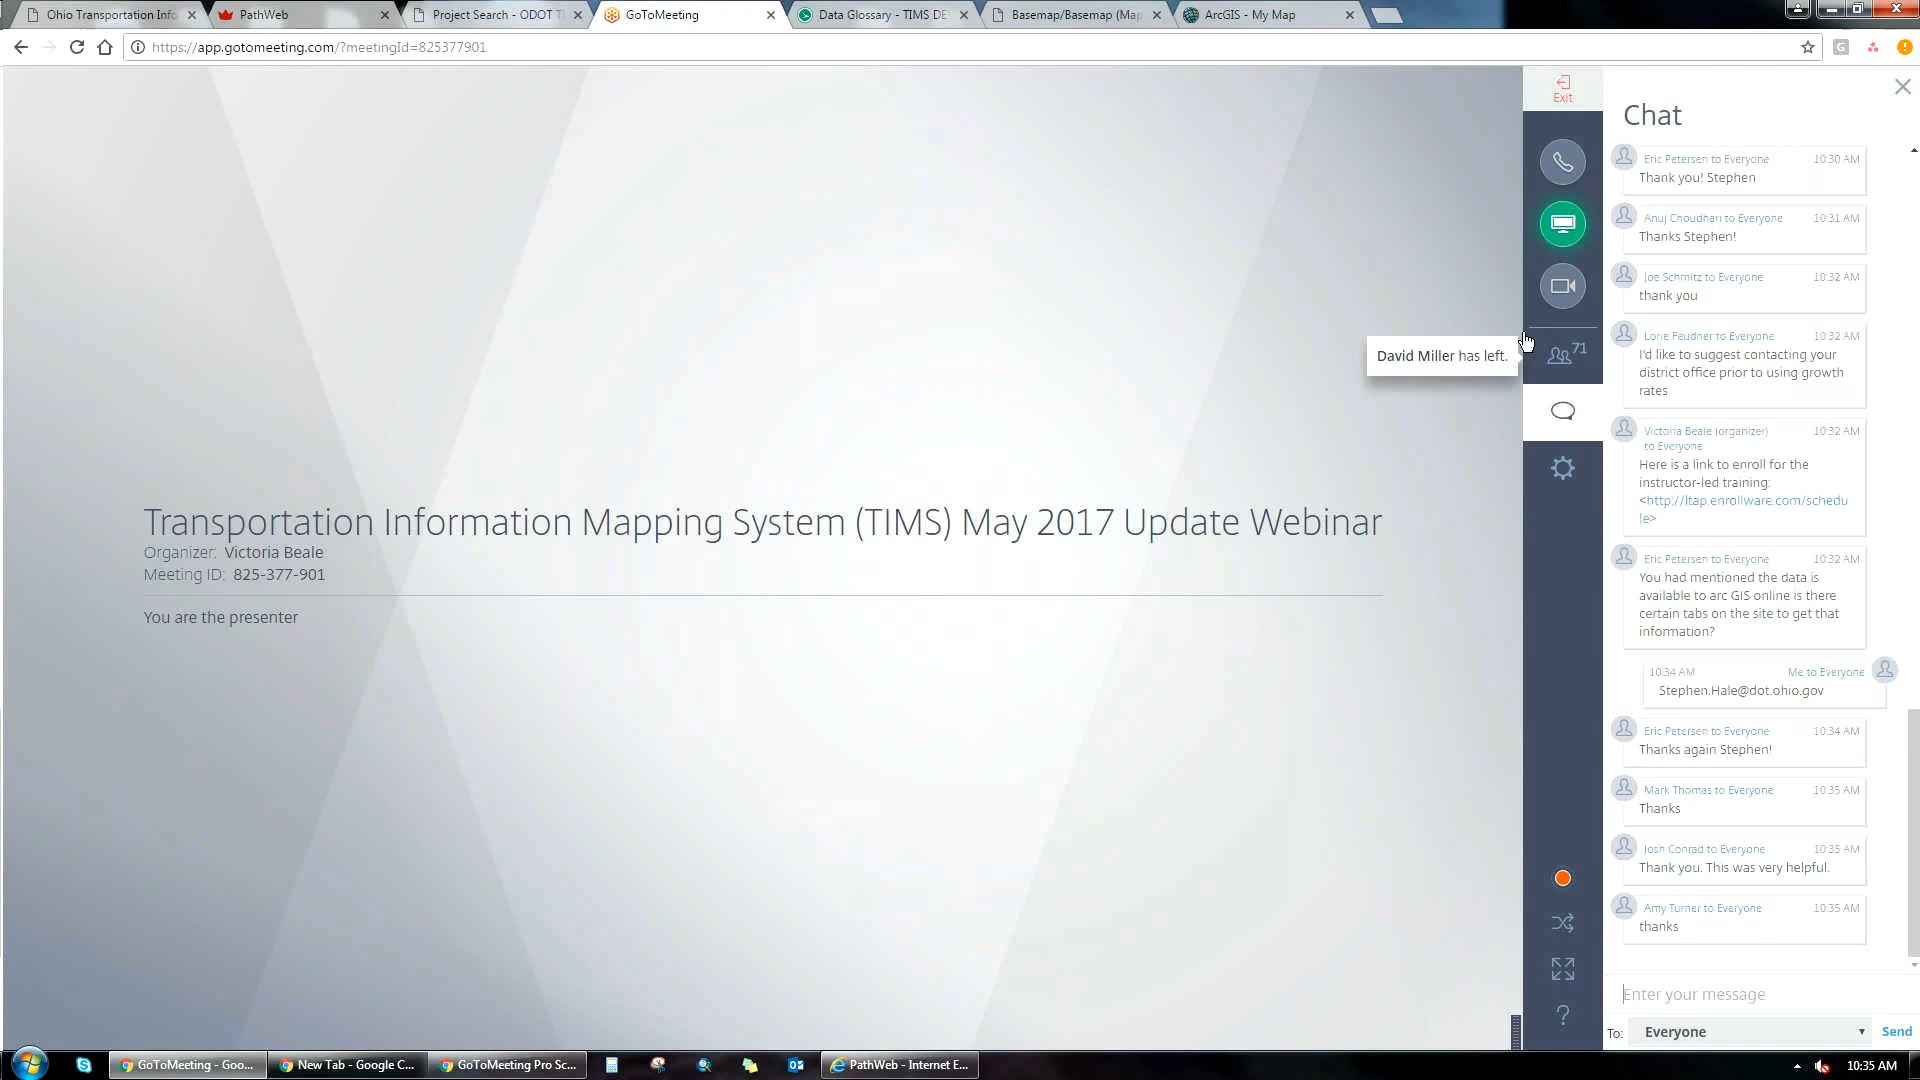 Ohio Transportation Info
PathWeb
Project Search - ODOT T
GoToMeeting
Data Glossary - TIMS DE
Basemap/Basemap (Map
ArcGIS - My Map
https://app.gotomeeting.com/?meetingId=825377901
Exit
71
David Miller has left.
Transportation Information Mapping System (TIMS) May 2017 Update Webinar
Organizer: Victoria Beale
Meeting ID: 825-377-901
You are the presenter
Chat
Eric Petersen to Everyone 10:30 AM
Thank you! Stephen
Anuj Choudhari to Everyone 10:31 AM
Thanks Stephen!
Joe Schmitz to Everyone 10:32 AM
thank you
Lorie Feudner to Everyone 10:32 AM
I'd like to suggest contacting your
district office prior to using growth
rates
Victoria Beale (organizer) 10:32 AM
to Everyone
Here is a link to enroll for the
instructor-led training:
<http://ltap.enrollware.com/schedu
le>
Eric Petersen to Everyone 10:32 AM
You had mentioned the data is
available to arc GIS online is there
certain tabs on the site to get that
information?
10:34 AM Me to Everyone
Stephen.Hale@dot.ohio.gov
Eric Petersen to Everyone 10:34 AM
Thanks again Stephen!
Mark Thomas to Everyone 10:35 AM
Thanks
Josh Conrad to Everyone 10:35 AM
Thank you. This was very helpful.
Amy Turner to Everyone 10:35 AM
thanks
Enter your message
To: Everyone Send
GoToMeeting - Goo...
New Tab - Google C...
GoToMeeting Pro Sc...
PathWeb - Internet E...
10:35 AM